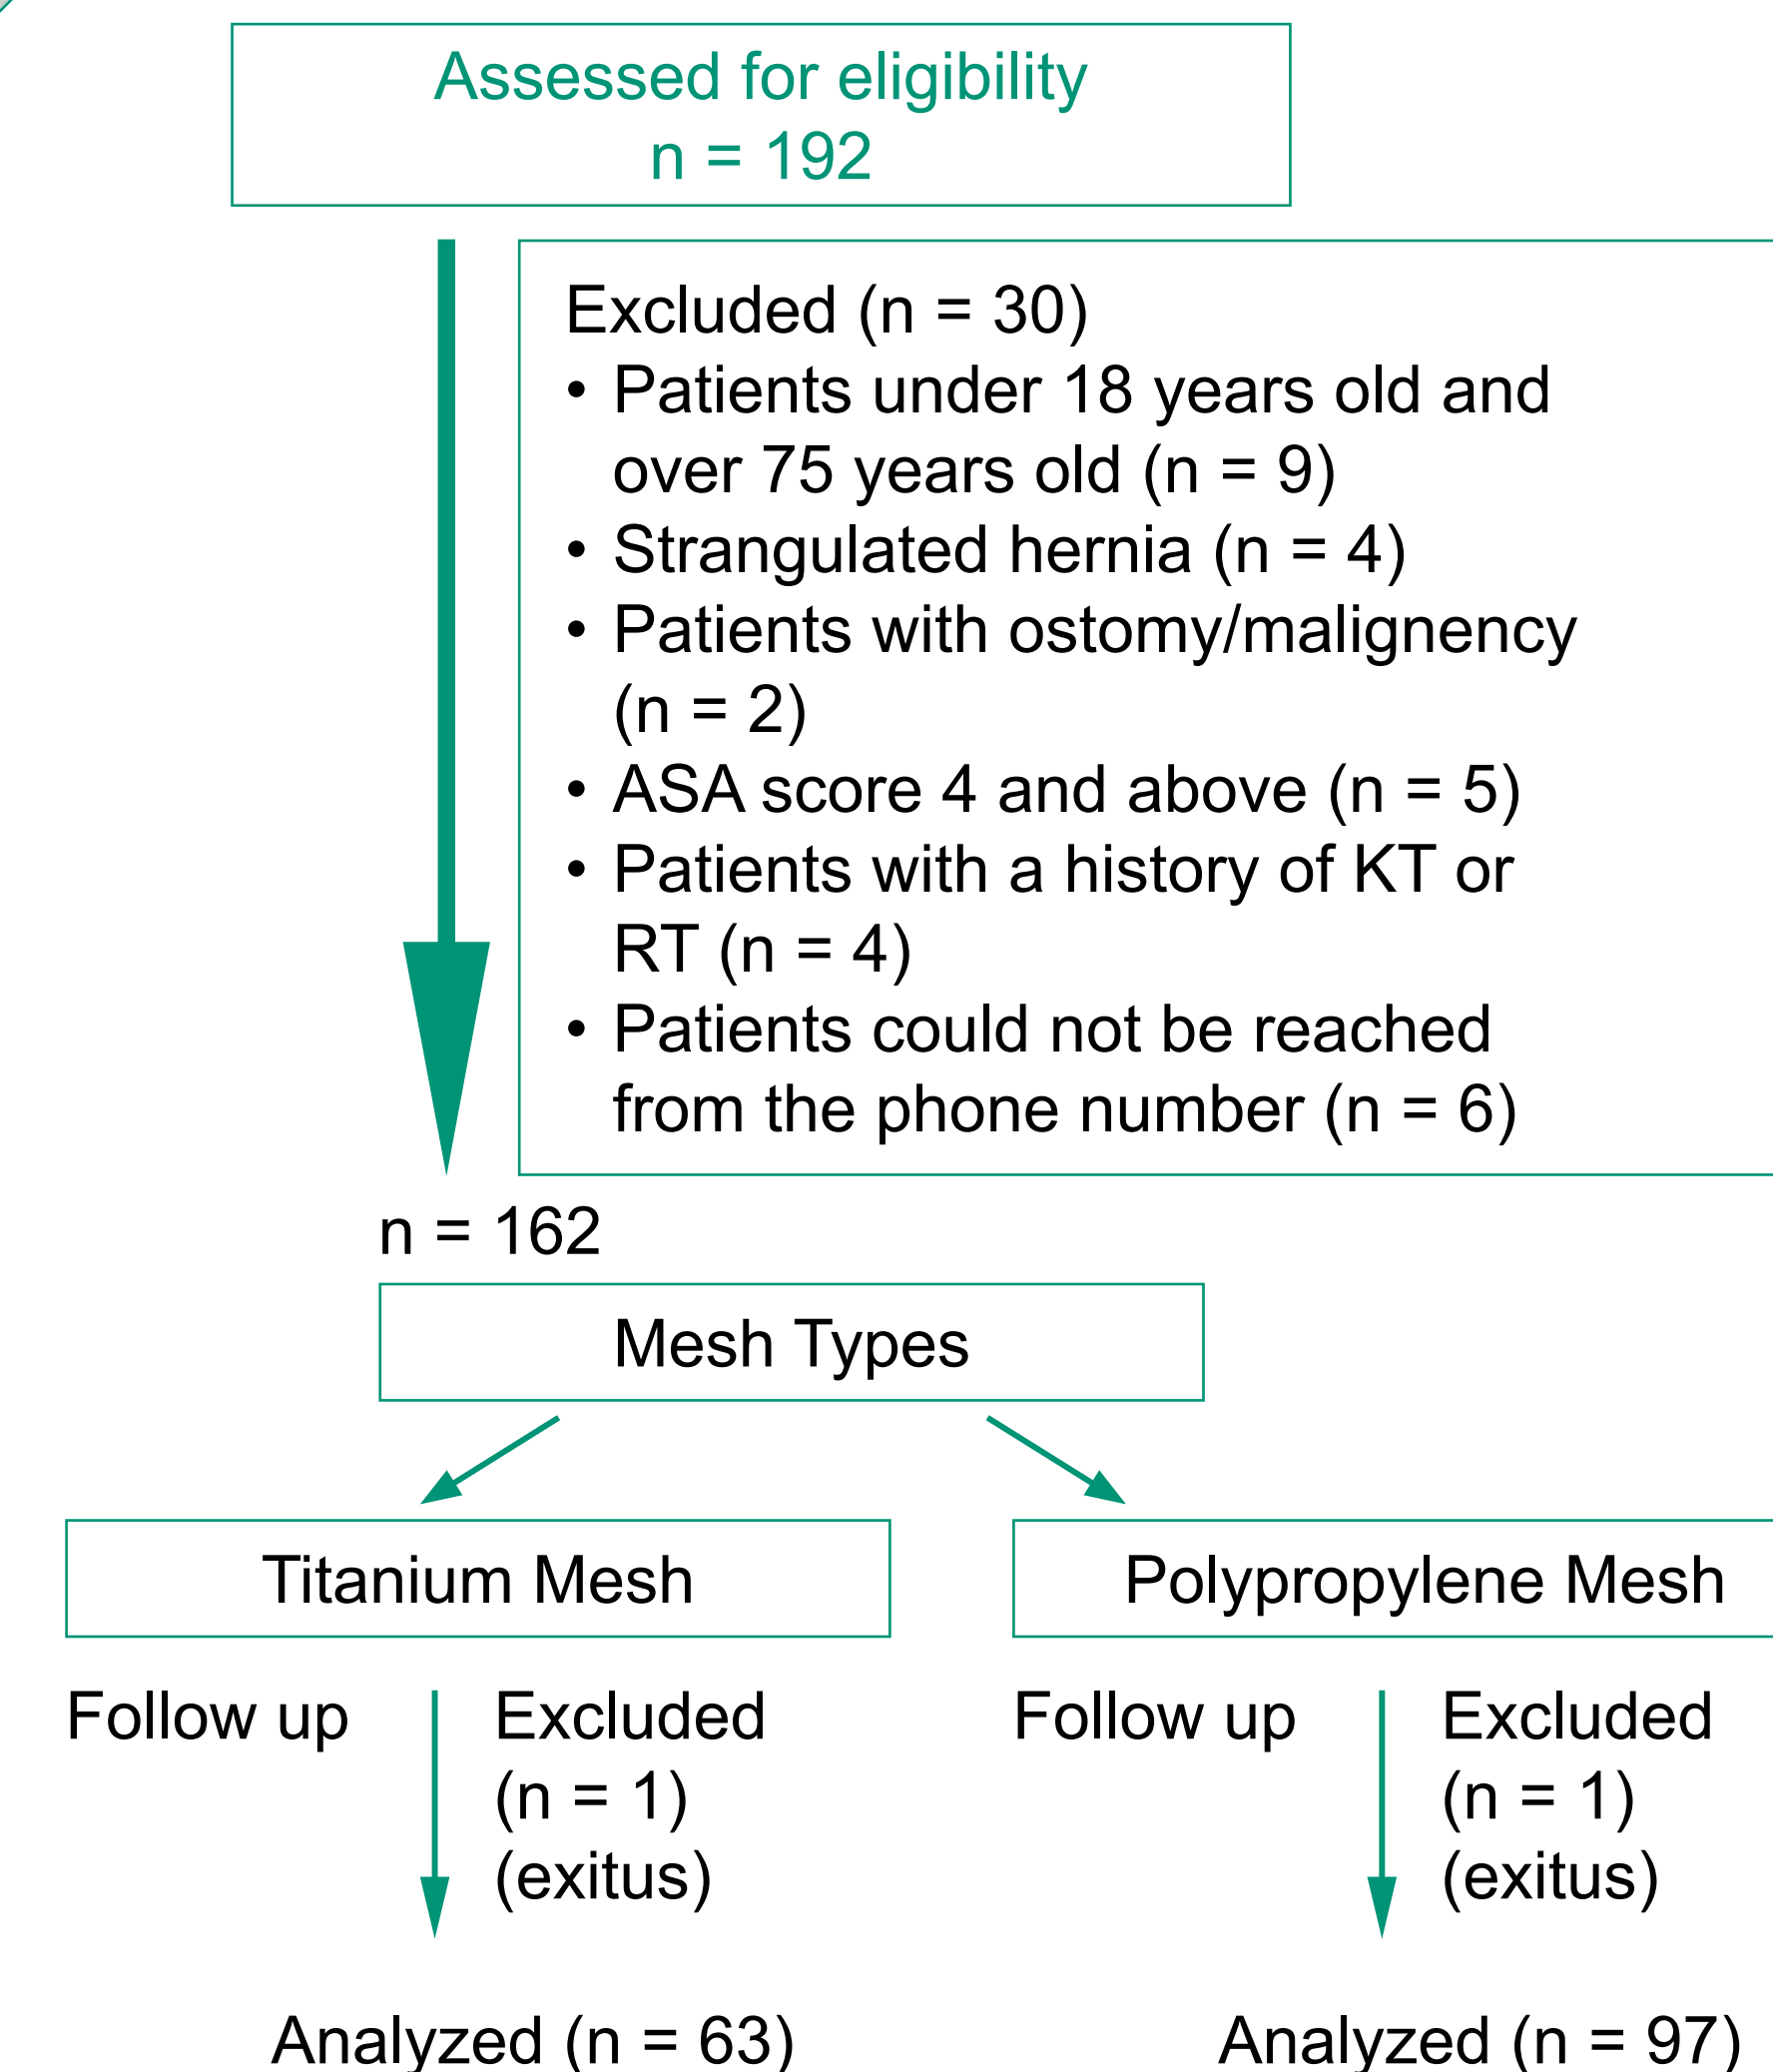 Assessed for eligibility
n = 192
Excluded (n = 30)
• Patients under 18 years old and
over 75 years old (n = 9)
• Strangulated hernia (n = 4)
• Patients with ostomy/malignency
(n = 2)
• ASA score 4 and above (n = 5)
• Patients with a history of KT or
RT (n = 4)
• Patients could not be reached
from the phone number (n = 6)
n = 162
Mesh Types
Titanium Mesh
Polypropylene Mesh
Follow up
Excluded
(n = 1)
(exitus)
Follow up
Excluded
(n = 1)
(exitus)
Analyzed (n = 63)
Analyzed (n = 97)